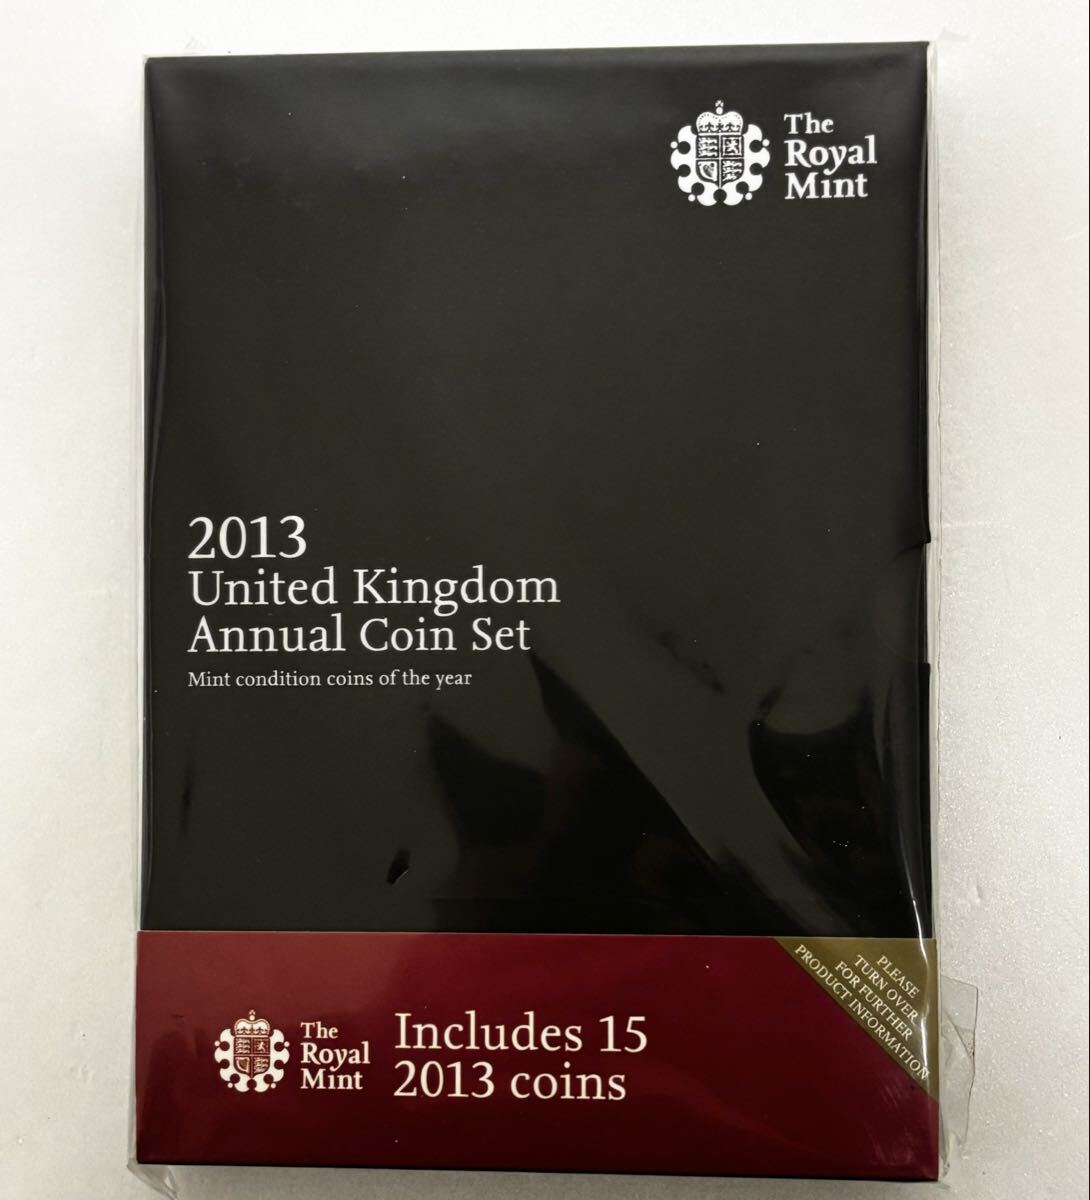 The
Royal
Mint
2013
United Kingdom
Annual Coin Set
Mint condition coins of the year
PLEASE
TURN OVER
FOR FURTHER
PRODUCT INFORMATION
The
Royal
Mint
Includes 15
2013 coins